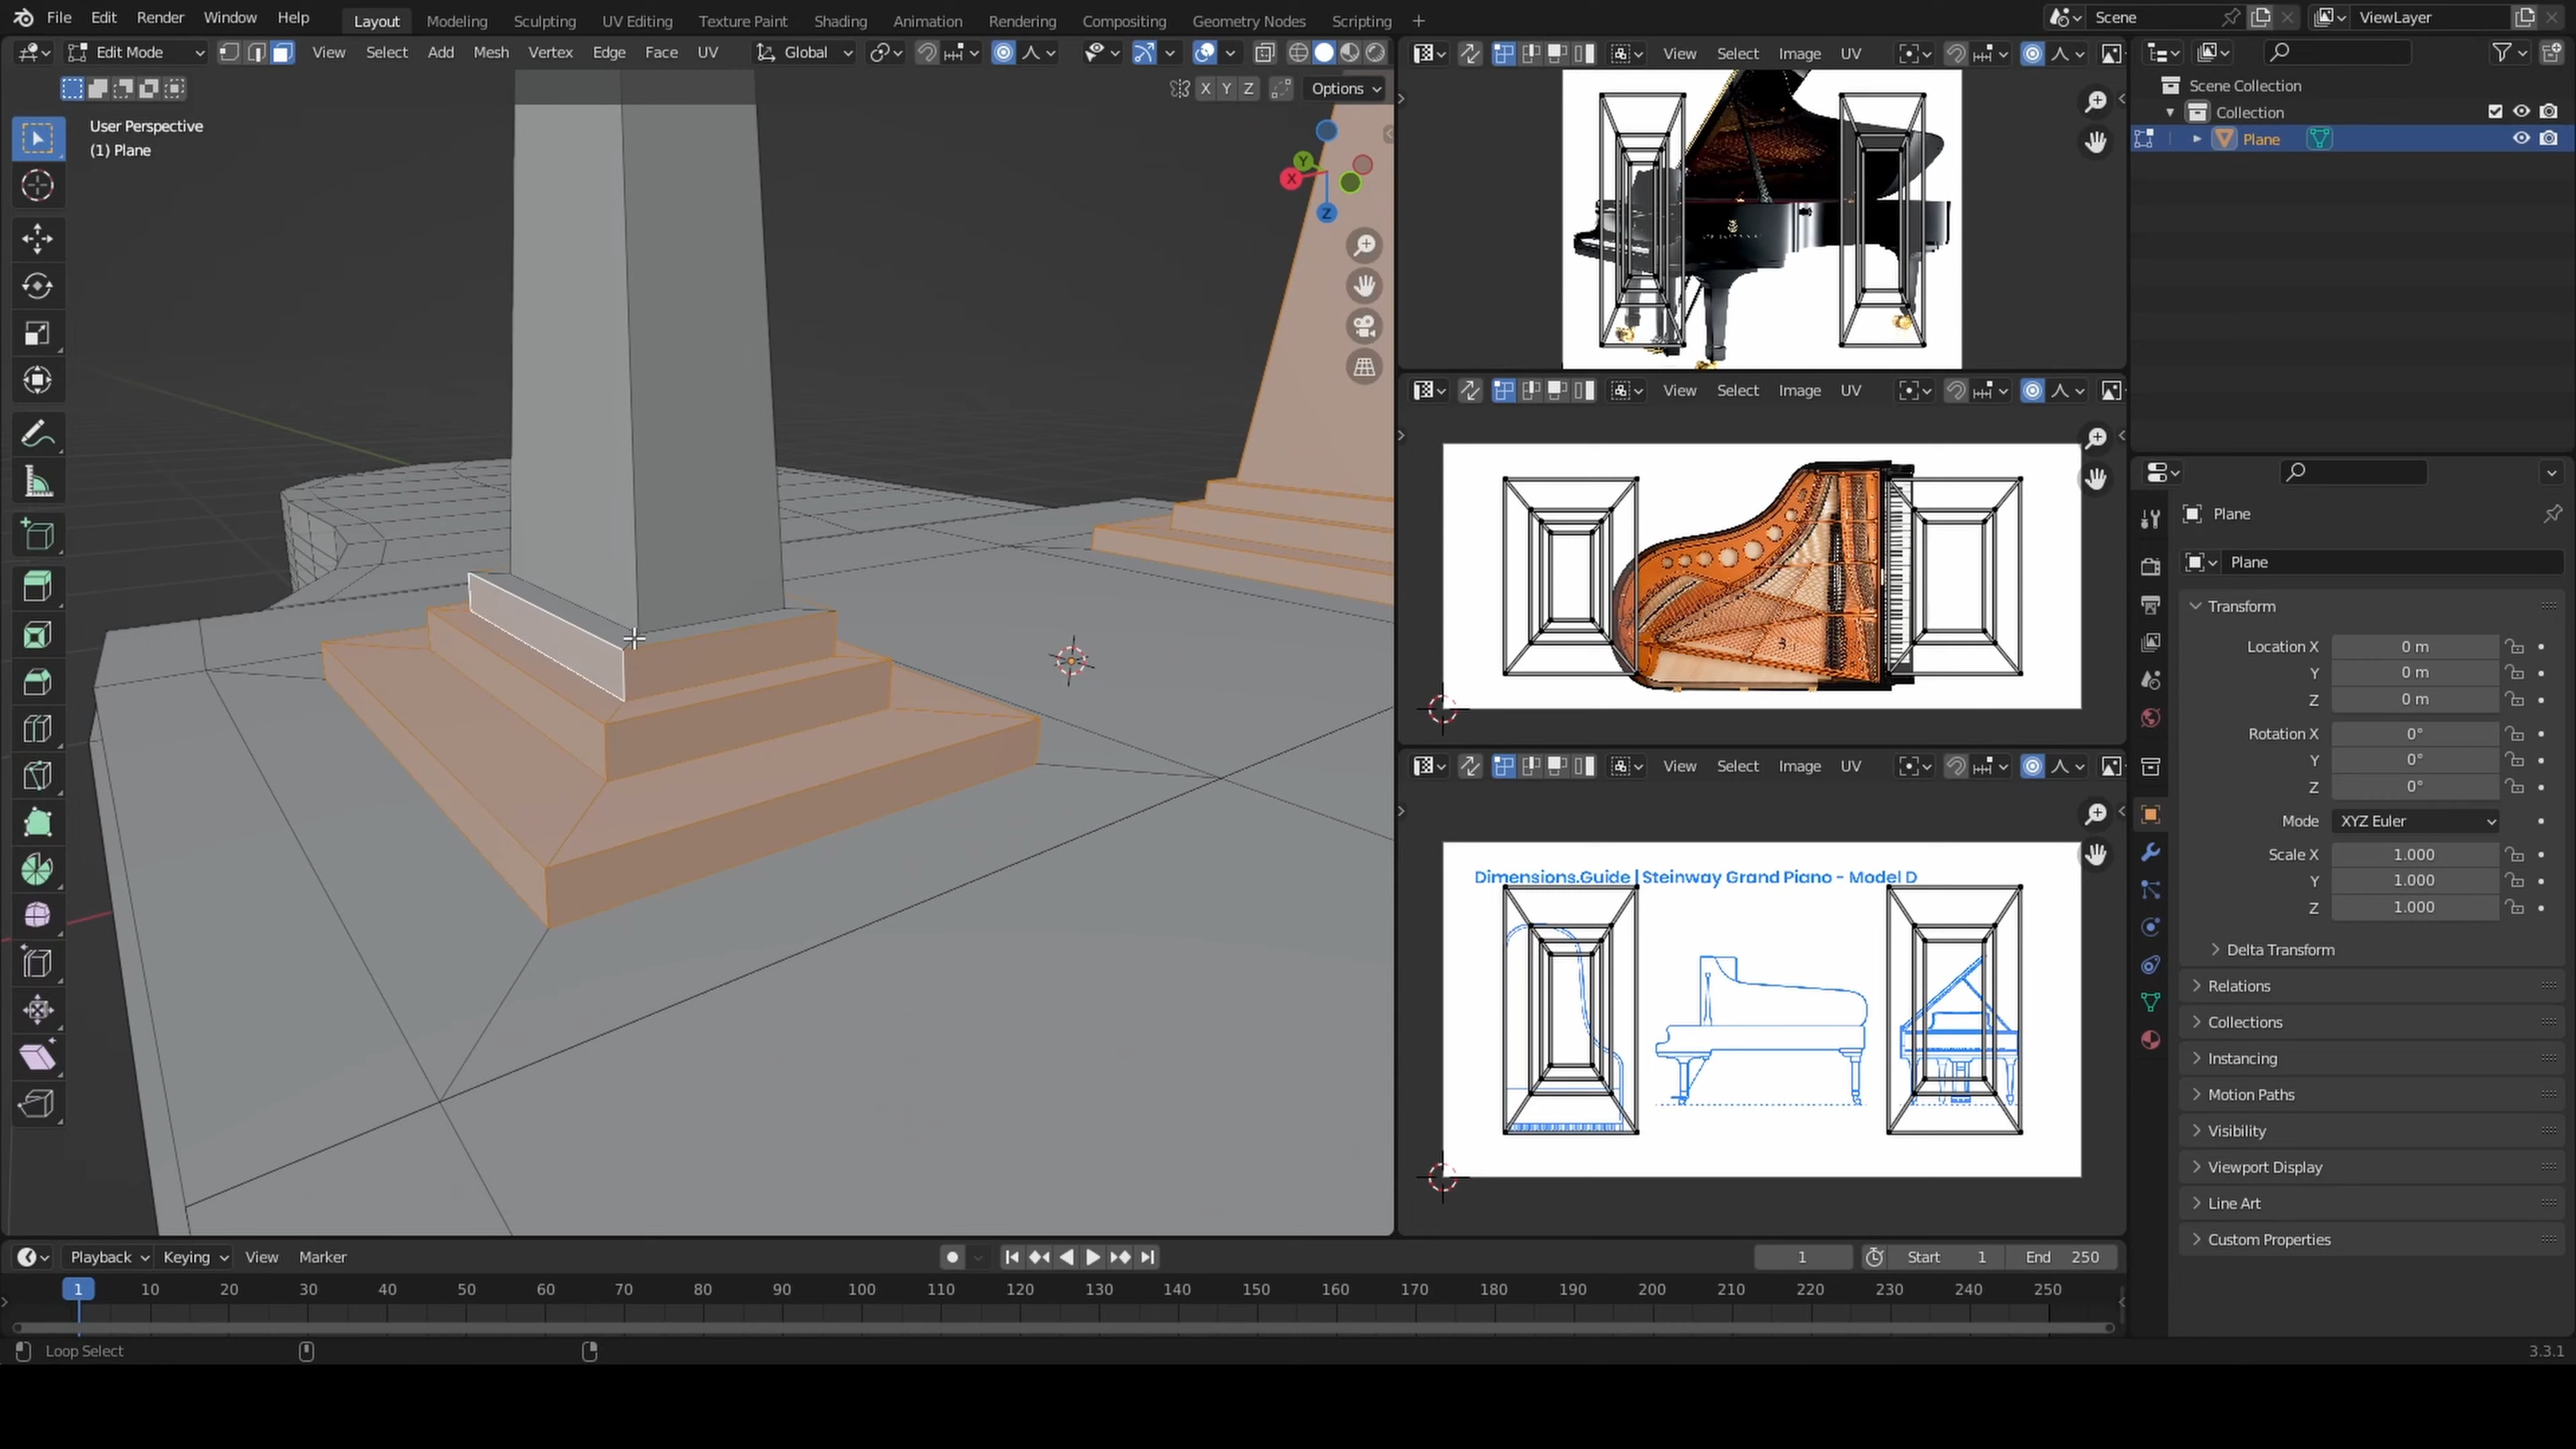 File Edit Render Window Help
Layout Modeling Sculpting UV Editing Texture Paint Shading Animation Rendering Compositing Geometry Nodes Scripting +
Scene
ViewLayer
Edit Mode
View Select Add Mesh Vertex Edge Face UV
Global
X Y Z
Options
User Perspective
(1) Plane
Y
X
Z
View Select Image UV
View Select Image UV
View Select Image UV
Dimensions.Guide | Steinway Grand Piano - Model D
Scene Collection
Collection
Plane
Plane
Plane
Transform
Location X 0 m
Y 0 m
Z 0 m
Rotation X 0°
Y 0°
Z 0°
Mode XYZ Euler
Scale X 1.000
Y 1.000
Z 1.000
Delta Transform
Relations
Collections
Instancing
Motion Paths
Visibility
Viewport Display
Line Art
Custom Properties
Playback Keying View Marker
1
Start 1 End 250
1 10 20 30 40 50 60 70 80 90 100 110 120 130 140 150 160 170 180 190 200 210 220 230 240 250
Loop Select
3.3.1